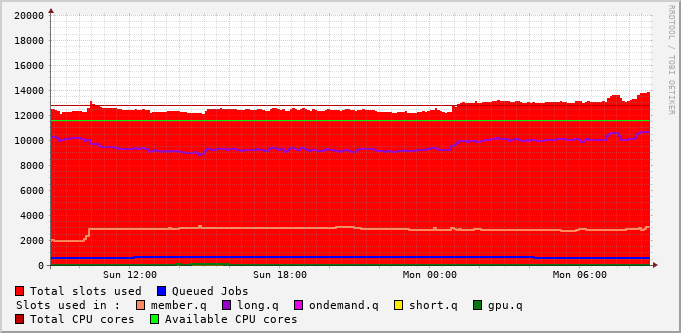 20000
18000
16000
14000
12000
10000
8000
6000
4000
2000
0
Sun 12:00 Sun 18:00 Mon 00:00 Mon 06:00
Total slots used Queued Jobs
Slots used in : member.q long.q ondemand.q short.q gpu.q
Total CPU cores Available CPU cores
RRDTOOL / TOBI OETIKER